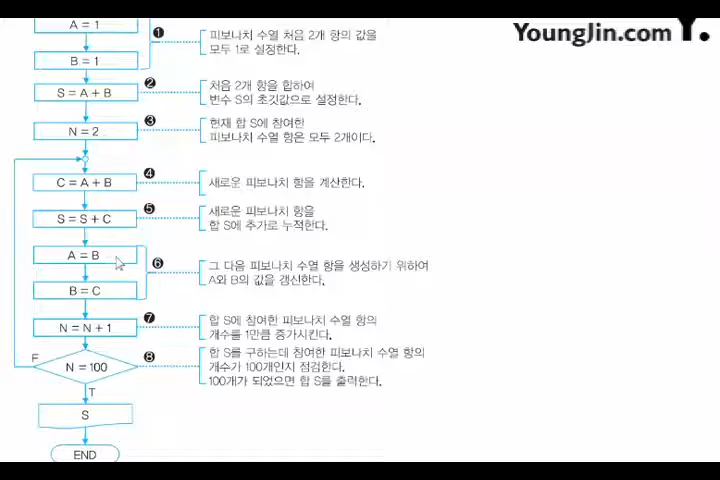 YoungJin.com Y.
A = 1
B = 1
❶
피보나치 수열 처음 2개 항의 값을
모두 1로 설정한다.
S = A + B
❷
처음 2개 항을 합하여
변수 S의 초깃값으로 설정한다.
N = 2
❸
현재 합 S에 참여한
피보나치 수열 항은 모두 2개이다.
C = A + B
❹
새로운 피보나치 항을 계산한다.
S = S + C
❺
새로운 피보나치 항을
합 S에 추가로 누적한다.
A = B
B = C
❻
그 다음 피보나치 수열 항을 생성하기 위하여
A와 B의 값을 갱신한다.
N = N + 1
❼
합 S에 참여한 피보나치 수열 항의
개수를 1만큼 증가시킨다.
F
N = 100
❽
합 S를 구하는데 참여한 피보나치 수열 항의
개수가 100개인지 점검한다.
100개가 되었으면 합 S를 출력한다.
T
S
END